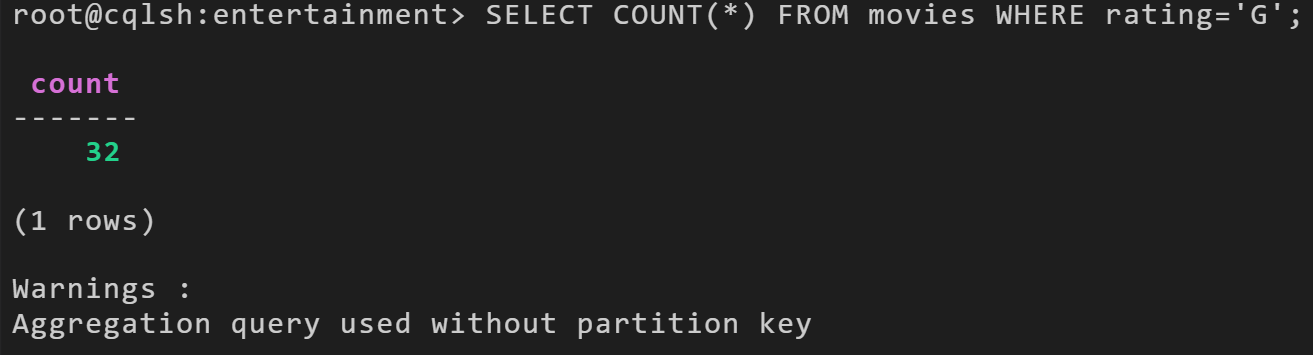 root@cqlsh:entertainment> SELECT COUNT(*) FROM movies WHERE rating='G';
count
-------
32
(1 rows)
Warnings :
Aggregation query used without partition key